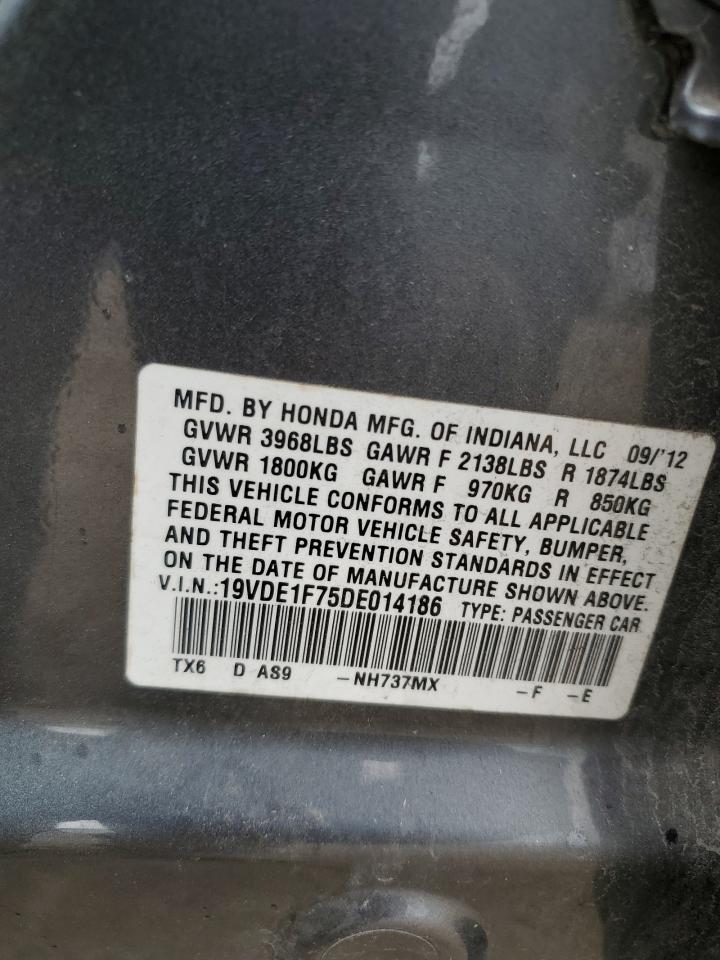 MFD. BY HONDA MFG. OF INDIANA, LLC 09/'12
GVWR 3968LBS GAWR F 2138LBS R 1874LBS
GVWR 1800KG GAWR F 970KG R 850KG
THIS VEHICLE CONFORMS TO ALL APPLICABLE
FEDERAL MOTOR VEHICLE SAFETY, BUMPER,
AND THEFT PREVENTION STANDARDS IN EFFECT
ON THE DATE OF MANUFACTURE SHOWN ABOVE.
V.I.N.:19VDE1F75DE014186 TYPE: PASSENGER CAR
TX6 D AS9 –NH737MX –F –E